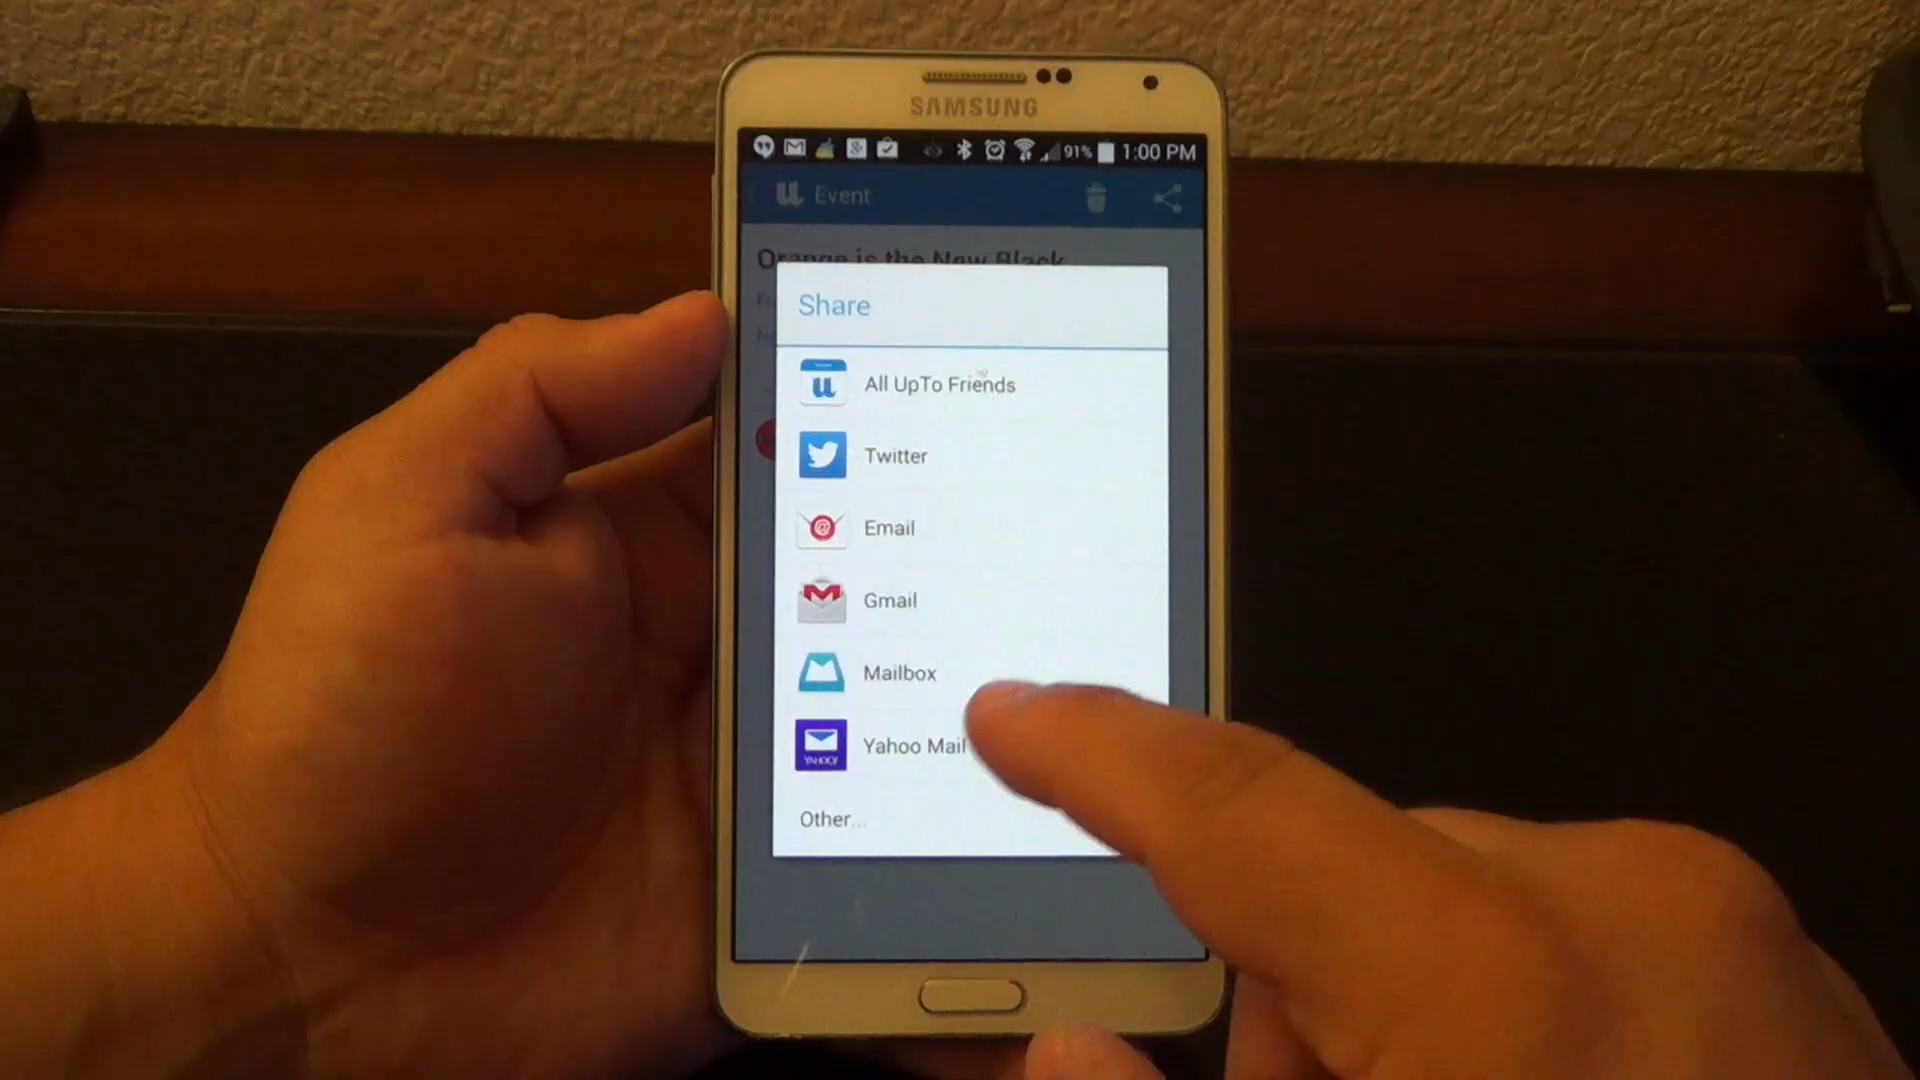 SAMSUNG
91% 1:00 PM
Event
Orange is the New Black
Share
All UpTo Friends
Twitter
Email
Gmail
Mailbox
YAHOO!
Yahoo Mail
Other...